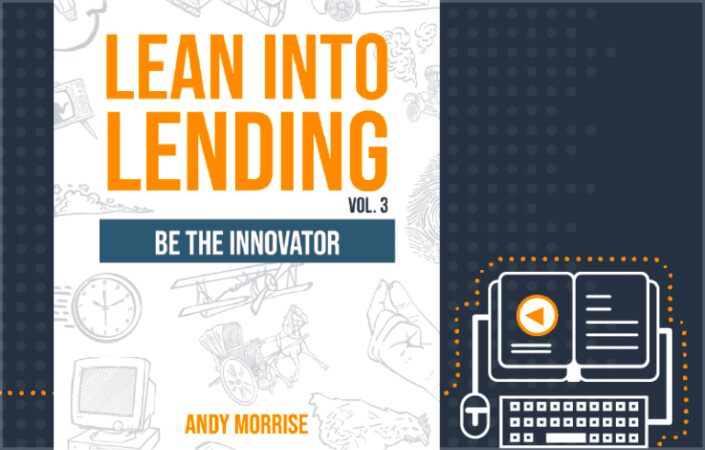 LEAN INTO
LENDING
VOL. 3
BE THE INNOVATOR
ANDY MORRISE